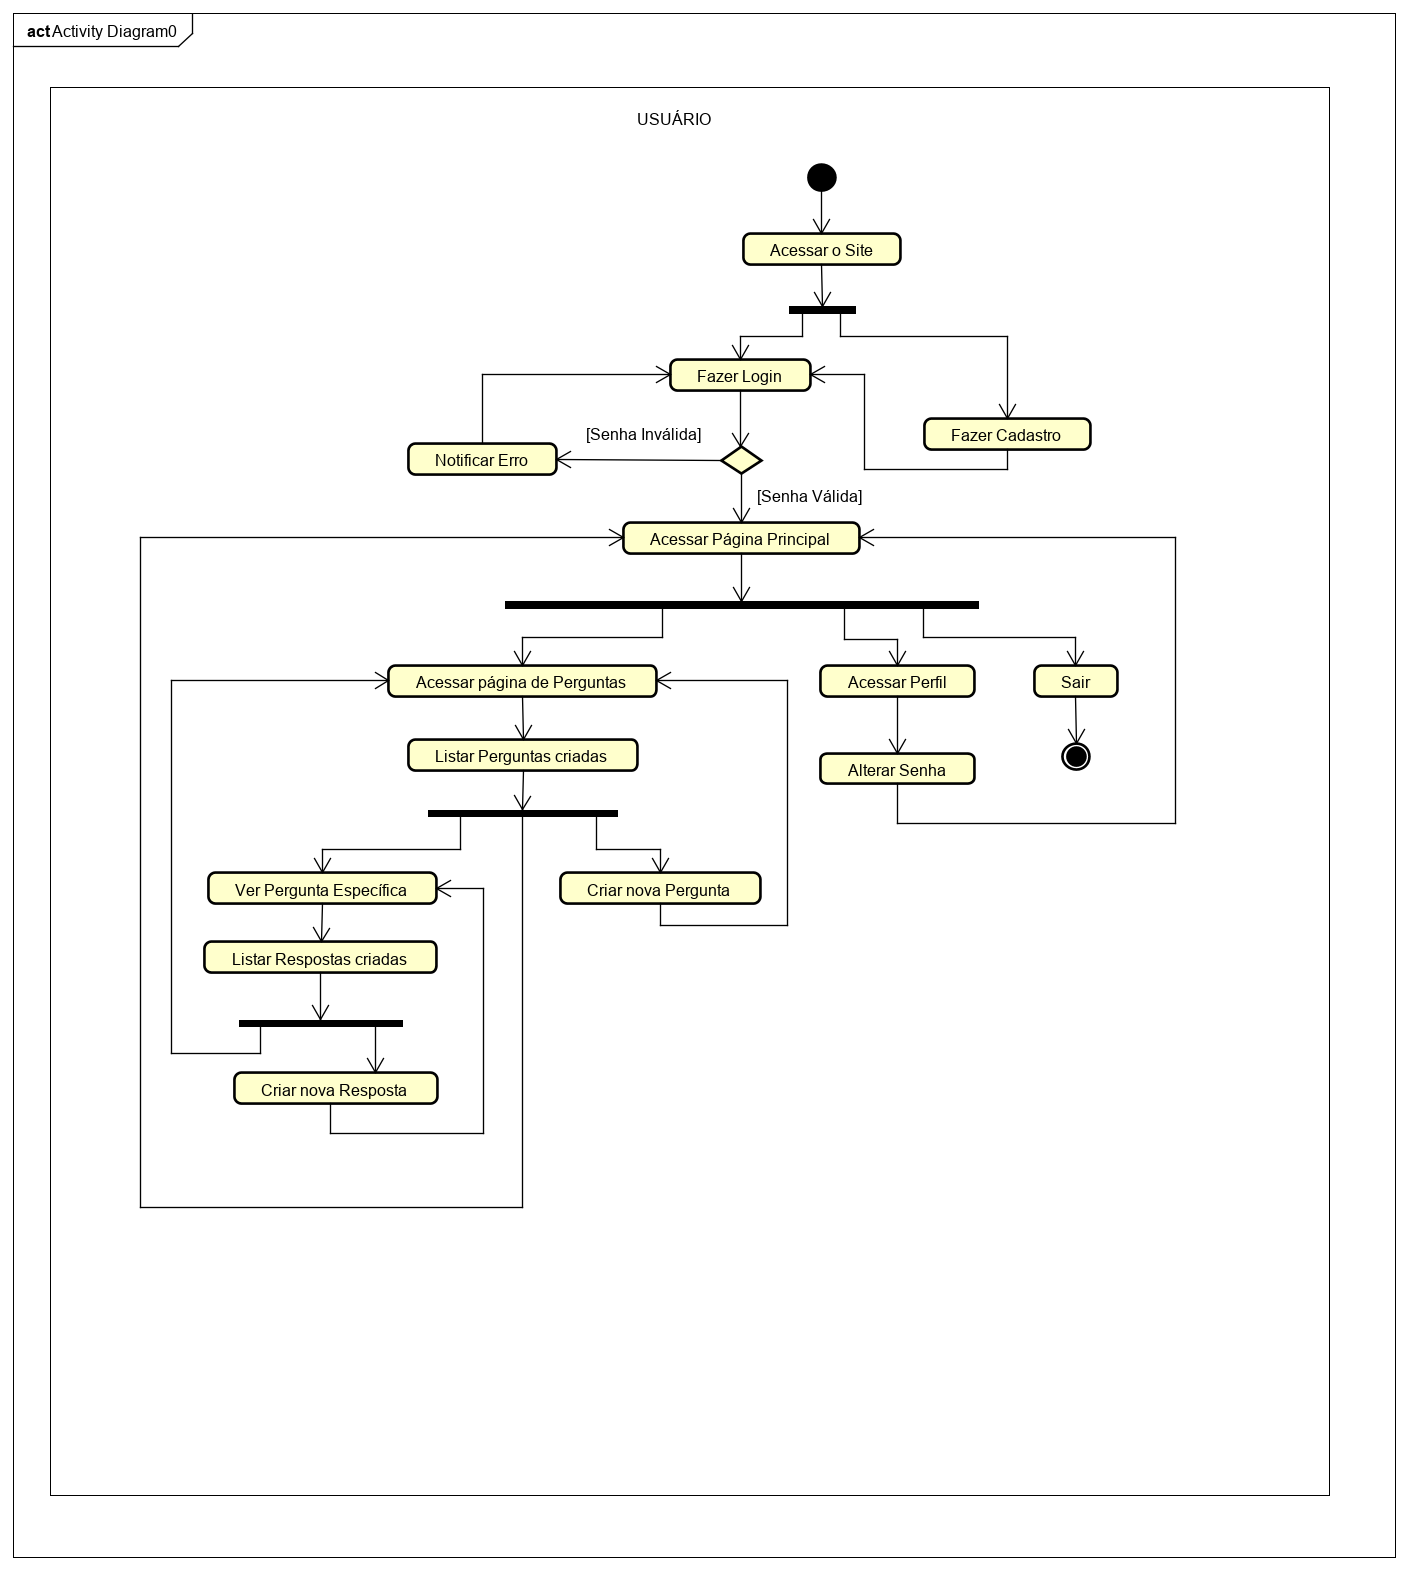 act Activity Diagram0
USUÁRIO
Acessar o Site
Fazer Login
Fazer Cadastro
[Senha Inválida]
Notificar Erro
[Senha Válida]
Acessar Página Principal
Acessar página de Perguntas
Acessar Perfil
Sair
Listar Perguntas criadas
Alterar Senha
Ver Pergunta Específica
Criar nova Pergunta
Listar Respostas criadas
Criar nova Resposta